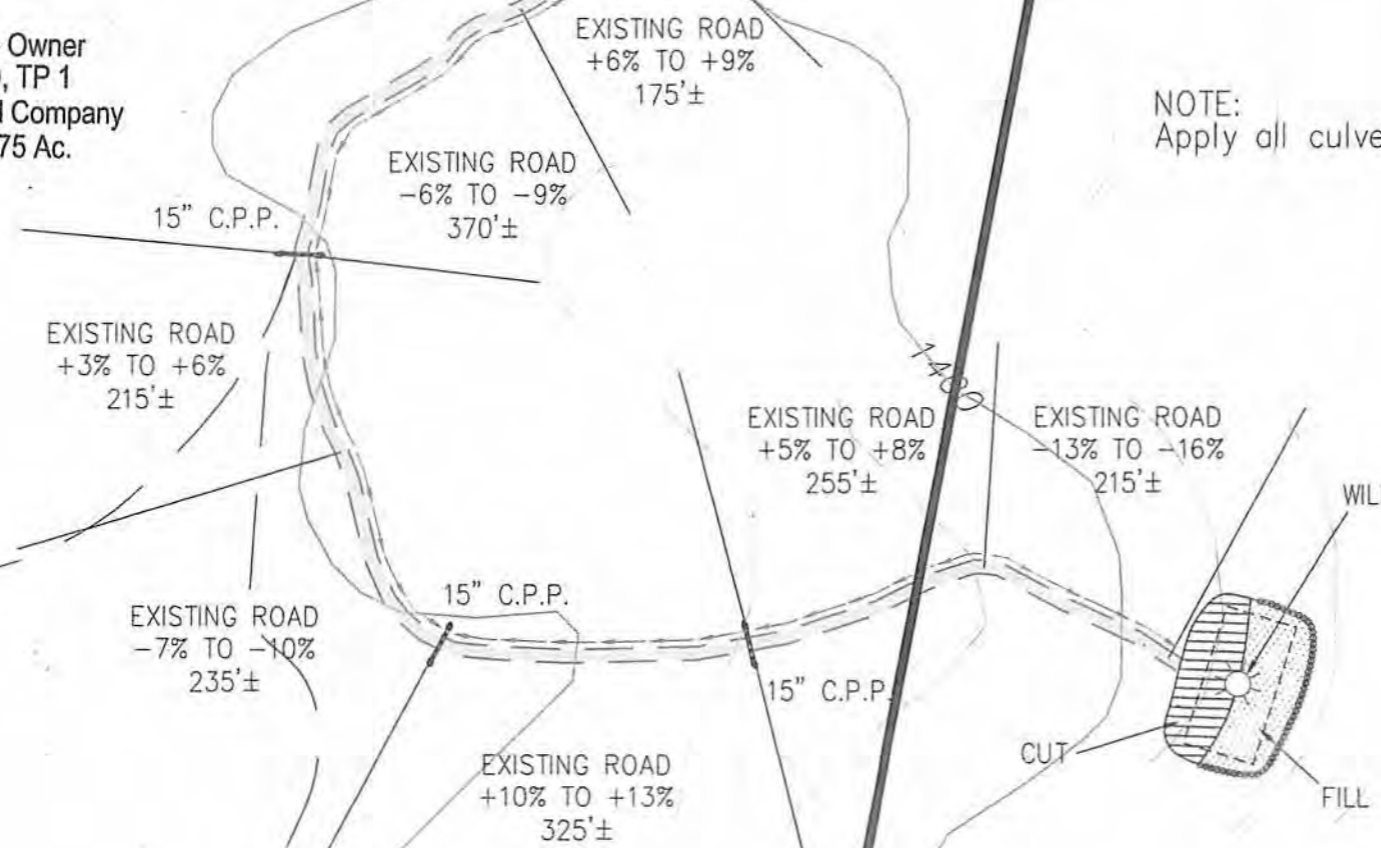 Owner
, TP 1
Company
75 Ac.
EXISTING ROAD
+6% TO +9%
175'±
NOTE:
Apply all
EXISTING ROAD
-6% TO -9%
370'±
15" C.P.P.
EXISTING ROAD
+3% TO +6%
215'±
1400
EXISTING ROAD
+5% TO +8%
255'±
EXISTING ROAD
-13% TO -16%
215'±
15" C.P.P.
EXISTING ROAD
-7% TO -10%
235'±
15" C.P.P.
CUT
EXISTING ROAD
+10% TO +13%
325'±
FILL